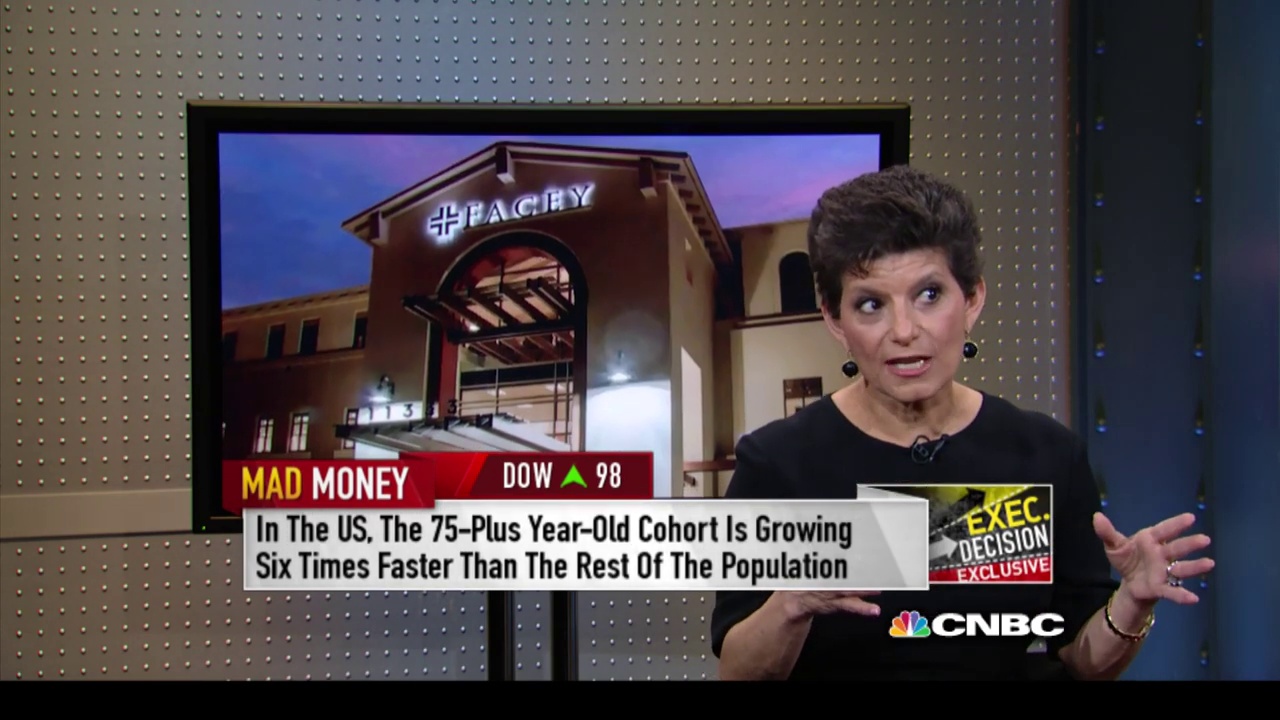 FACEY
11333
MAD MONEY
DOW ▲ 98
In The US, The 75-Plus Year-Old Cohort Is Growing
Six Times Faster Than The Rest Of The Population
EXEC.
DECISION
EXCLUSIVE
CNBC